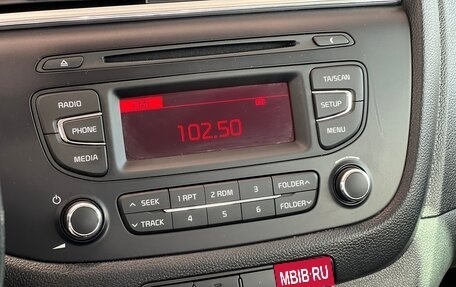 TA/SCAN
RADIO
FM
SETUP
PHONE
102.50
MENU
MEDIA
SEEK
1 RPT
2 RDM
3
FOLDER
TRACK
4
5
6
FOLDER
MBIB.RU